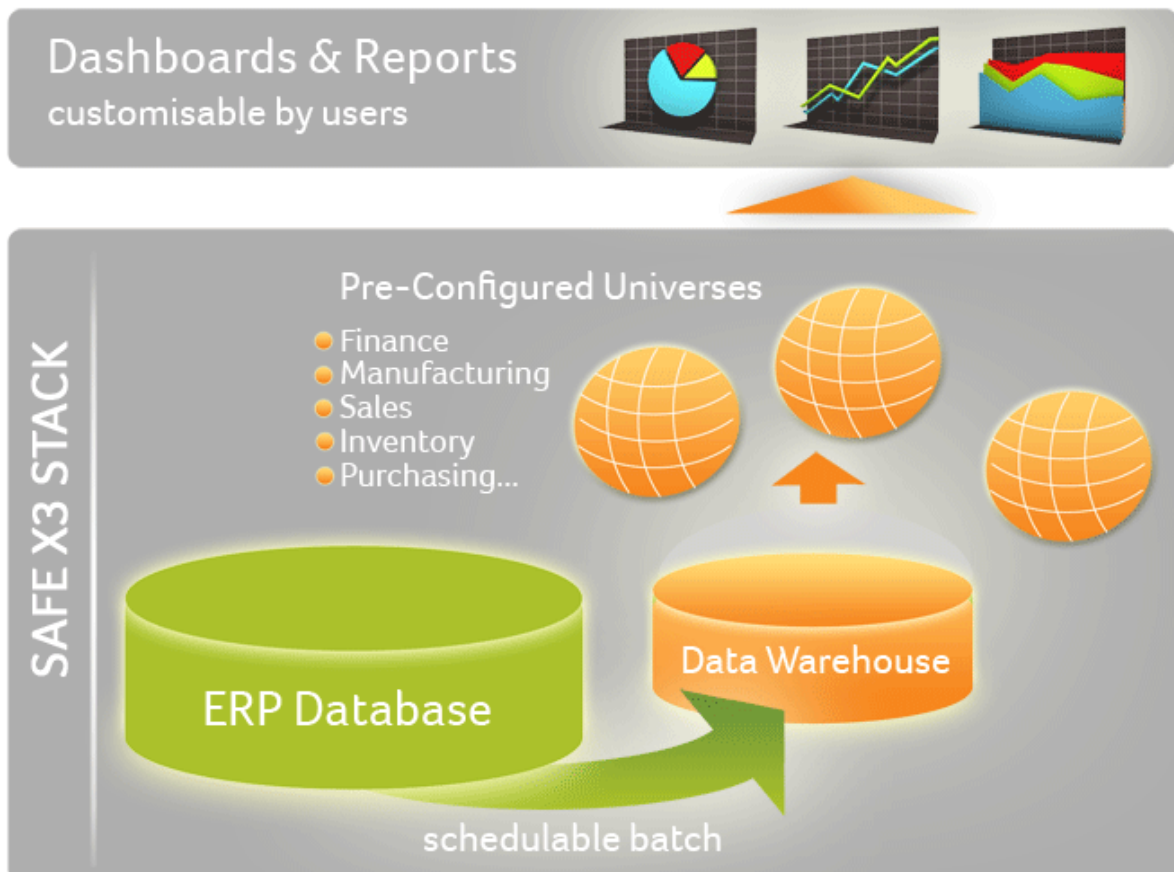 Dashboards & Reports
customisable by users
SAFE X3 STACK
Pre-Configured Universes
Finance
Manufacturing
Sales
Inventory
Purchasing...
ERP Database
Data Warehouse
schedulable batch